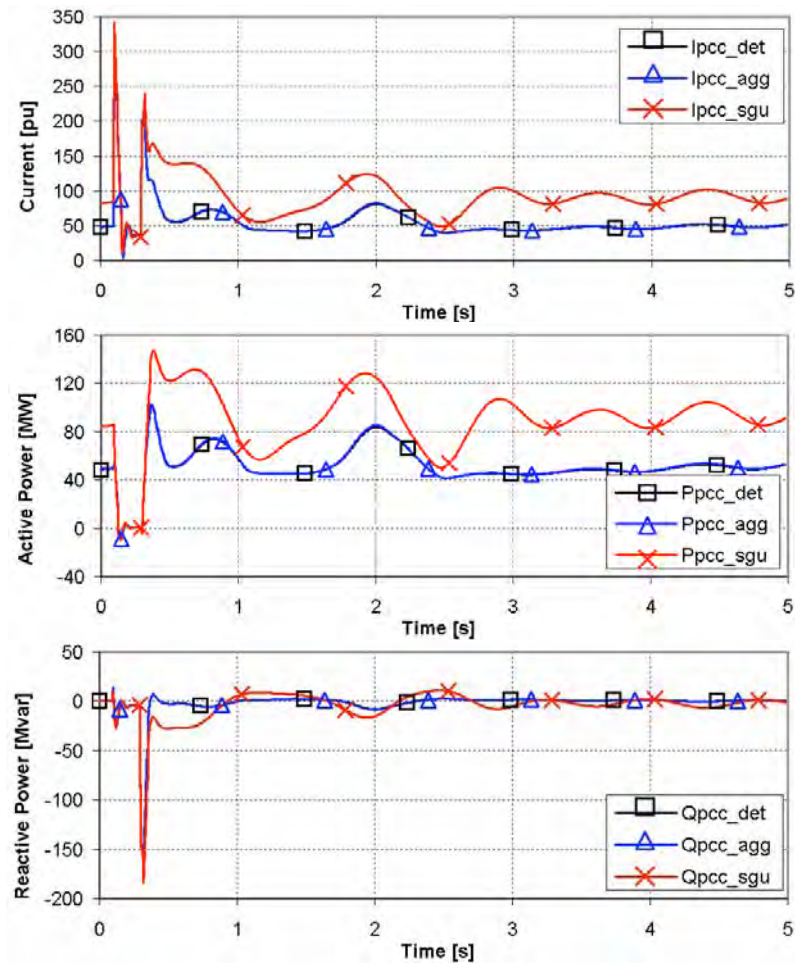 350
300
250
200
150
100
50
0
Current [pu]
Ipcc_det
Ipcc_agg
Ipcc_sgu
0 1 2 3 4 5
Time [s]
160
120
80
40
0
-40
Active Power [MW]
Ppcc_det
Ppcc_agg
Ppcc_sgu
0 1 2 3 4 5
Time [s]
50
0
-50
-100
-150
-200
Reactive Power [Mvar]
Qpcc_det
Qpcc_agg
Qpcc_sgu
0 1 2 3 4 5
Time [s]